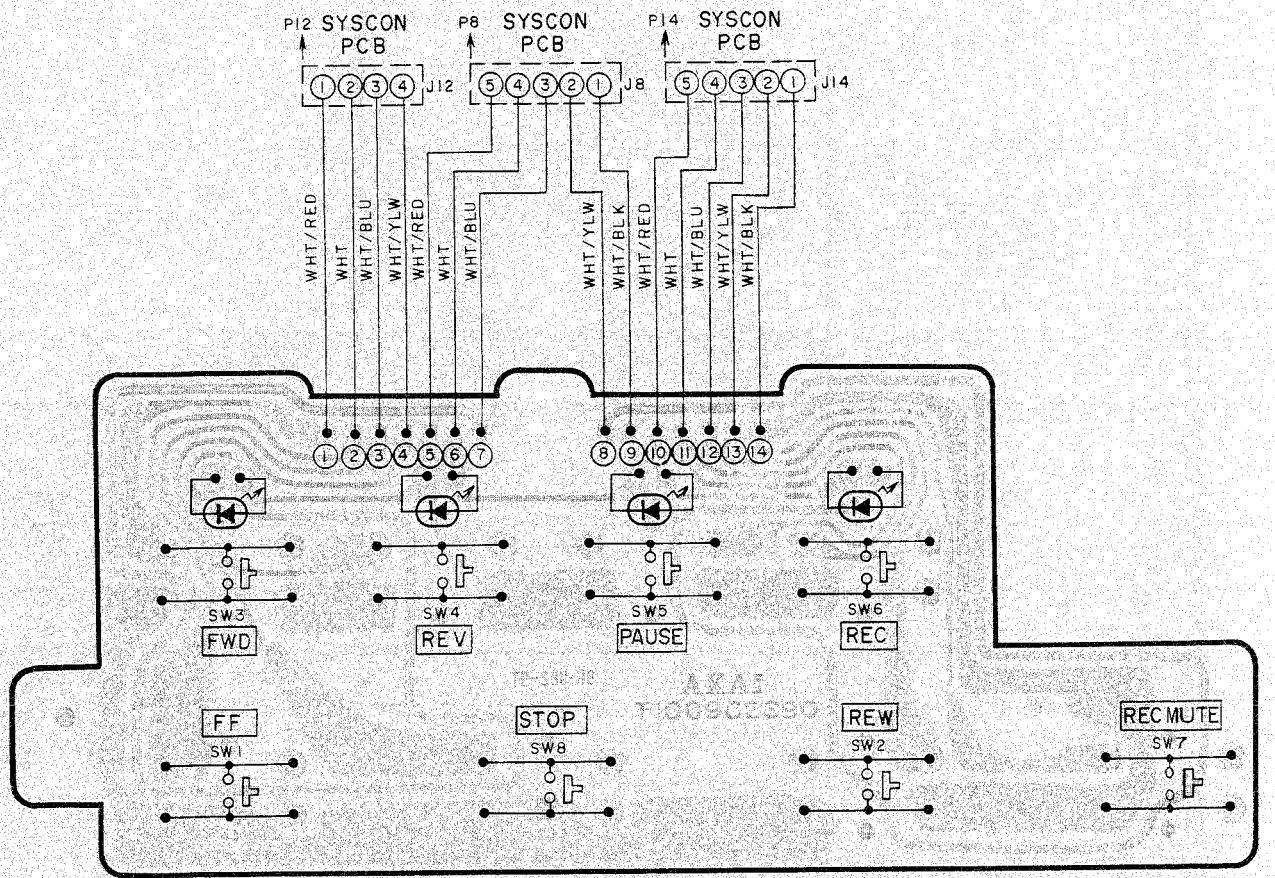 P12 SYSCON PCB
P8 SYSCON PCB
P14 SYSCON PCB
1 2 3 4 J12
5 4 3 2 1 J8
5 4 3 2 1 J14
WHT/RED
WHT
WHT/BLU
WHT/YLW
WHT/RED
WHT
WHT/BLU
WHT/YLW
WHT/BLK
WHT/RED
WHT
WHT/BLU
WHT/YLW
WHT/BLK
1 2 3 4 5 6 7
8 9 10 11 12 13 14
SW3
FWD
SW4
REV
SW5
PAUSE
SW6
REC
FF
SW1
STOP
SW8
REW
SW2
REC MUTE
SW7